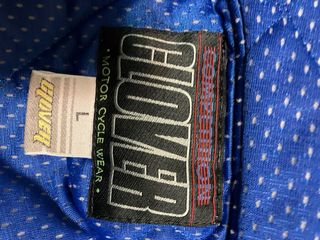 COMPETITION
CLOVER
• MOTOR CYCLE WEAR •
CLOVER
L